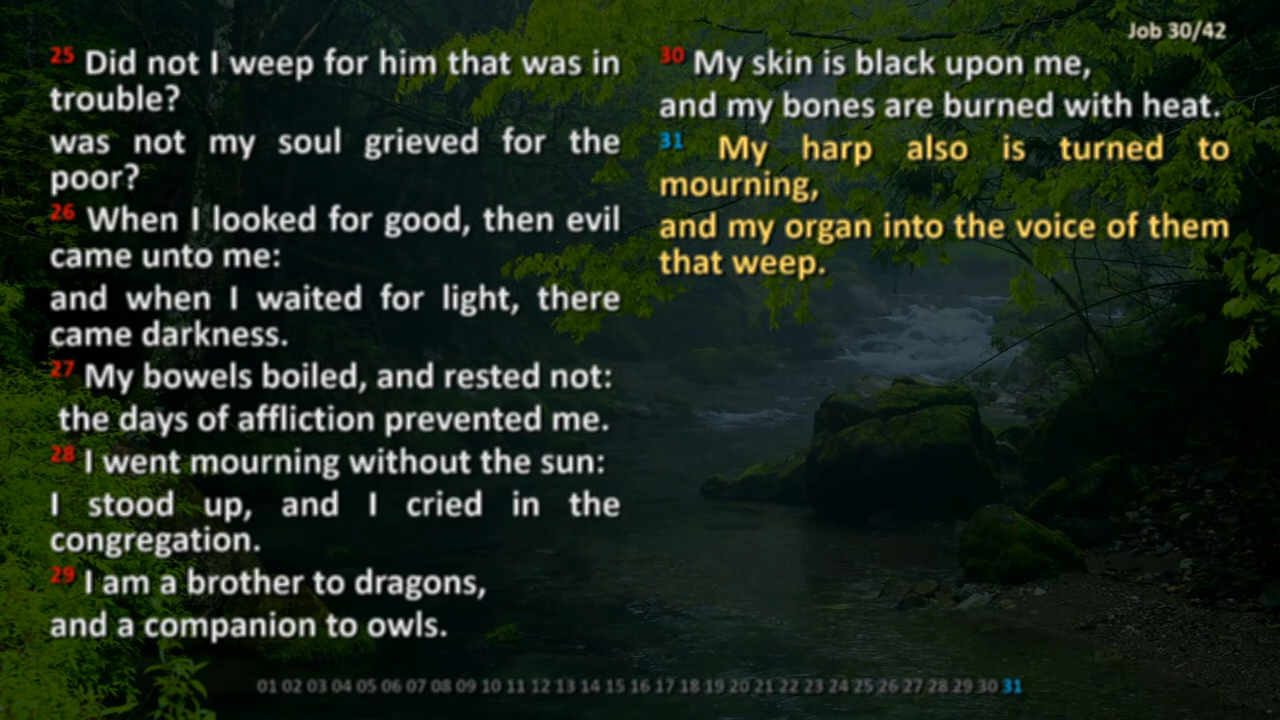 Job 30/42
25 Did not I weep for him that was in
trouble?
was not my soul grieved for the
poor?
26 When I looked for good, then evil
came unto me:
and when I waited for light, there
came darkness.
27 My bowels boiled, and rested not:
the days of affliction prevented me.
28 I went mourning without the sun:
I stood up, and I cried in the
congregation.
29 I am a brother to dragons,
and a companion to owls.
30 My skin is black upon me,
and my bones are burned with heat.
31 My harp also is turned to
mourning,
and my organ into the voice of them
that weep.
01 02 03 04 05 06 07 08 09 10 11 12 13 14 15 16 17 18 19 20 21 22 23 24 25 26 27 28 29 30 31